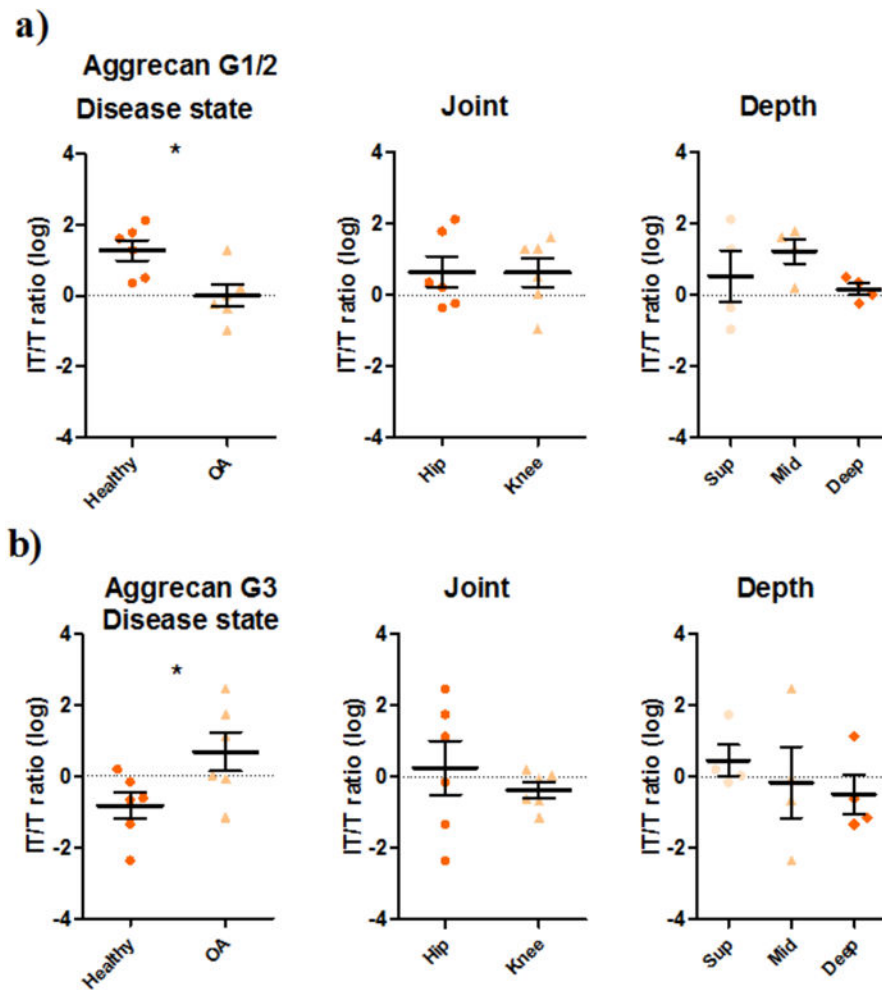 a)
Aggrecan G1/2
Disease state
Joint
Depth
*
IT/T ratio (log)
4
2
0
-2
-4
Healthy
OA
IT/T ratio (log)
4
2
0
-2
-4
Hip
Knee
IT/T ratio (log)
4
2
0
-2
-4
Sup
Mid
Deep
b)
Aggrecan G3
Disease state
Joint
Depth
*
IT/T ratio (log)
4
2
0
-2
-4
Healthy
OA
IT/T ratio (log)
4
2
0
-2
-4
Hip
Knee
IT/T ratio (log)
4
2
0
-2
-4
Sup
Mid
Deep